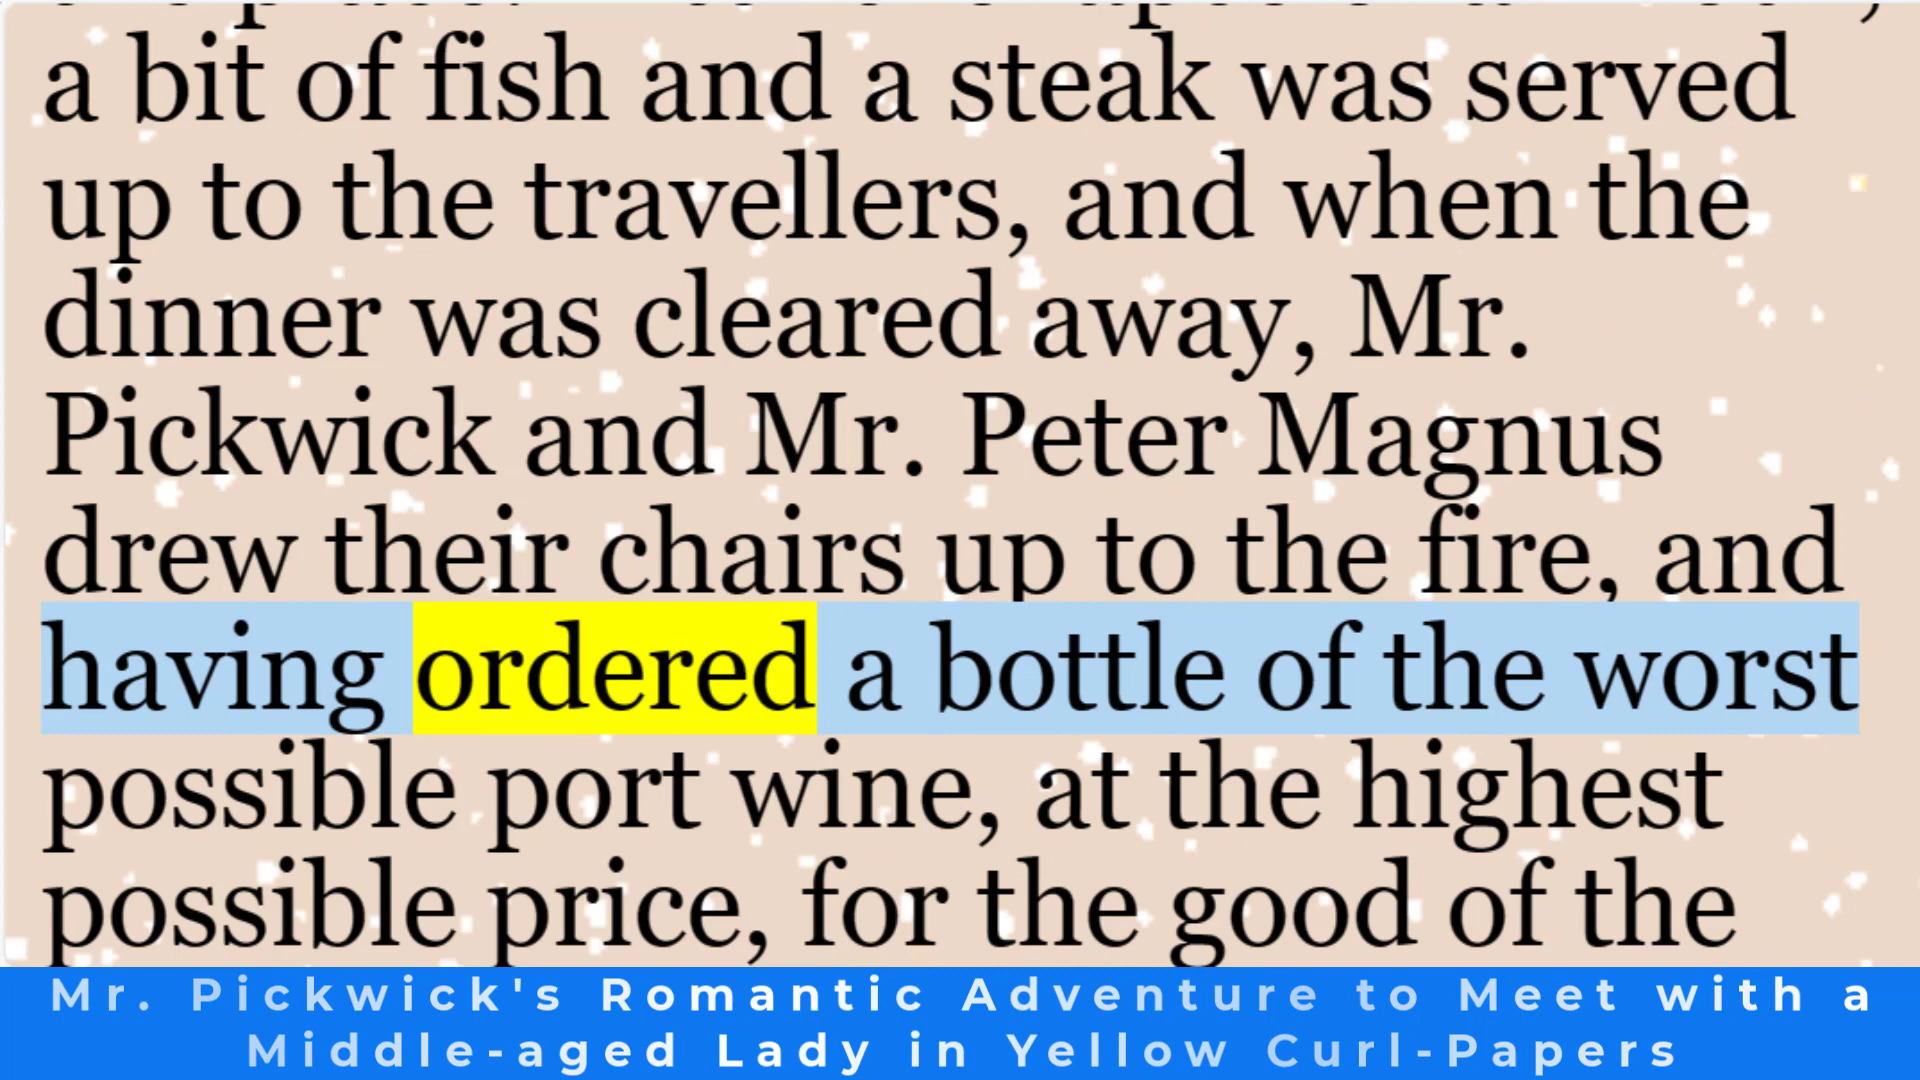 a bit of fish and a steak was served
up to the travellers, and when the
dinner was cleared away, Mr.
Pickwick and Mr. Peter Magnus
drew their chairs up to the fire, and
having ordered a bottle of the worst
possible port wine, at the highest
possible price, for the good of the
Mr. Pickwick's Romantic Adventure to Meet with a
Middle-aged Lady in Yellow Curl-Papers